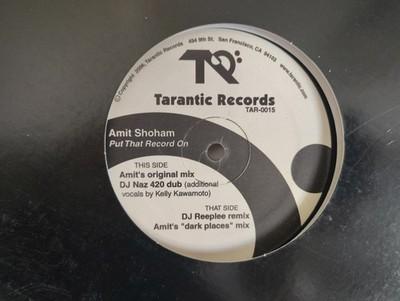 © Copyright 2006, Tarantic Records 494 9th St. San Francisco, CA 94103 www.tarantic.com
Tarantic Records
TAR-0015
Amit Shoham
Put That Record On
THIS SIDE
Amit's original mix
DJ Naz 420 dub (additional
vocals by Kelly Kawamoto)
THAT SIDE
DJ Reeplee remix
Amit's "dark places" mix